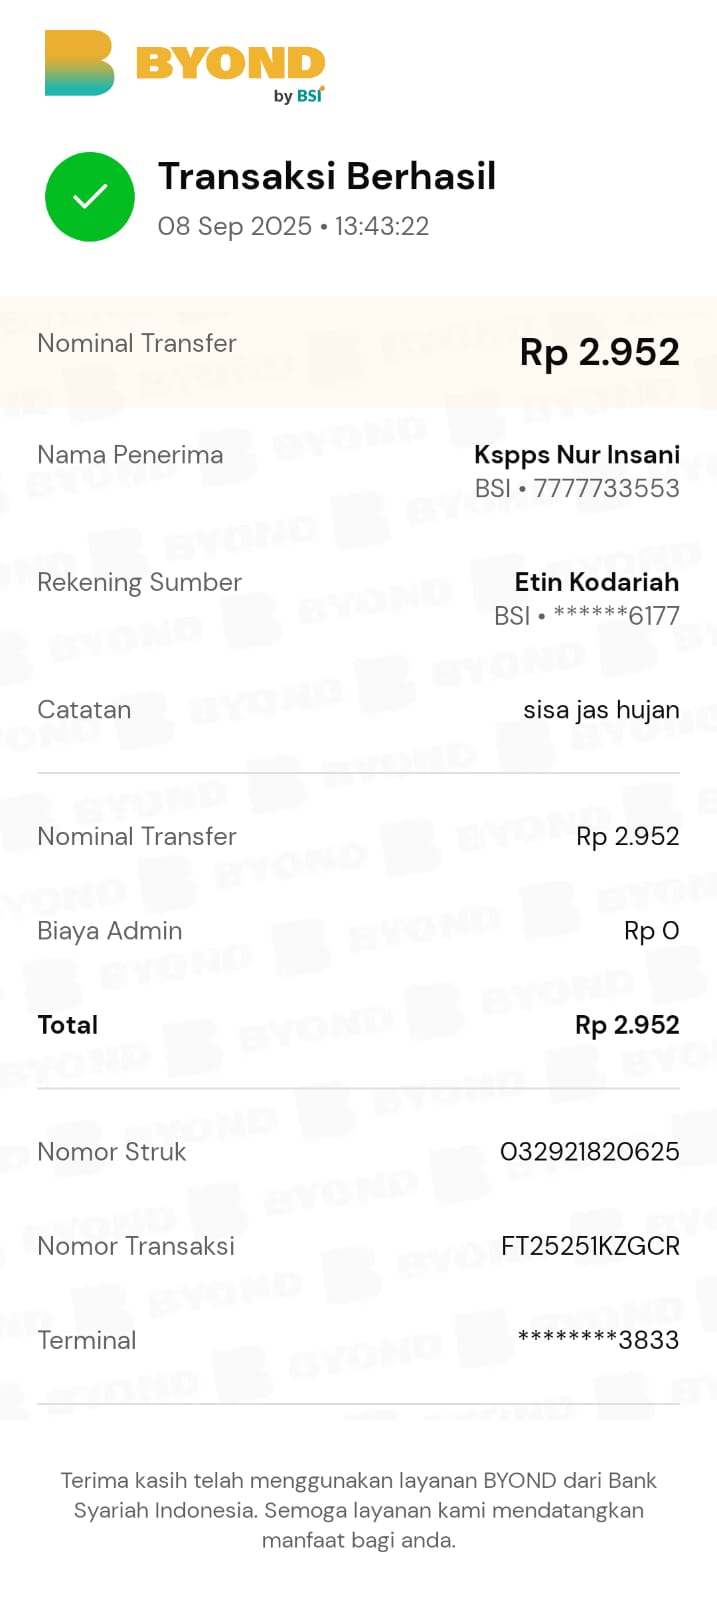 BYOND
by BSI
Transaksi Berhasil
08 Sep 2025 • 13:43:22
Nominal Transfer
Rp 2.952
Nama Penerima
Kspps Nur Insani
BSI • 7777733553
Rekening Sumber
Etin Kodariah
BSI • ******6177
Catatan
sisa jas hujan
Nominal Transfer
Rp 2.952
Biaya Admin
Rp 0
Total
Rp 2.952
Nomor Struk
032921820625
Nomor Transaksi
FT25251KZGCR
Terminal
********3833
Terima kasih telah menggunakan layanan BYOND dari Bank
Syariah Indonesia. Semoga layanan kami mendatangkan
manfaat bagi anda.